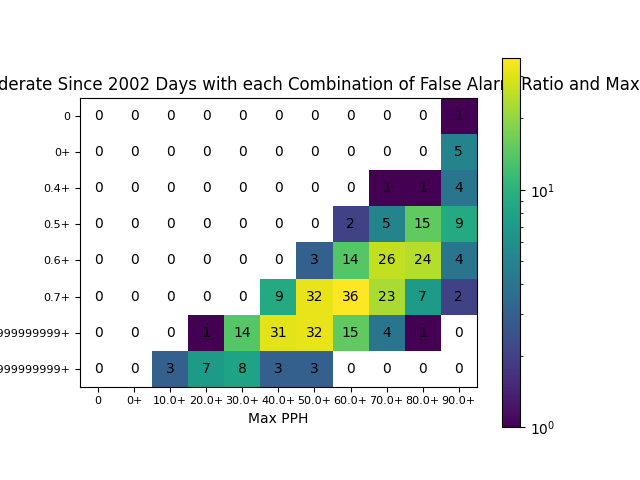 derate Since 2002 Days with each Combination of False Alarm Ratio and Max
0 0 0 0 0 0 0 0 0 0 0 1
0+ 0 0 0 0 0 0 0 0 0 0 5
0.4+ 0 0 0 0 0 0 0 0 1 1 4
0.5+ 0 0 0 0 0 0 0 2 5 15 9
0.6+ 0 0 0 0 0 0 3 14 26 24 4
0.7+ 0 0 0 0 0 9 32 36 23 7 2
999999999+ 0 0 0 1 14 31 32 15 4 1 0
999999999+ 0 0 3 7 8 3 3 0 0 0 0
0 0+ 10.0+ 20.0+ 30.0+ 40.0+ 50.0+ 60.0+ 70.0+ 80.0+ 90.0+
Max PPH
10¹
10⁰